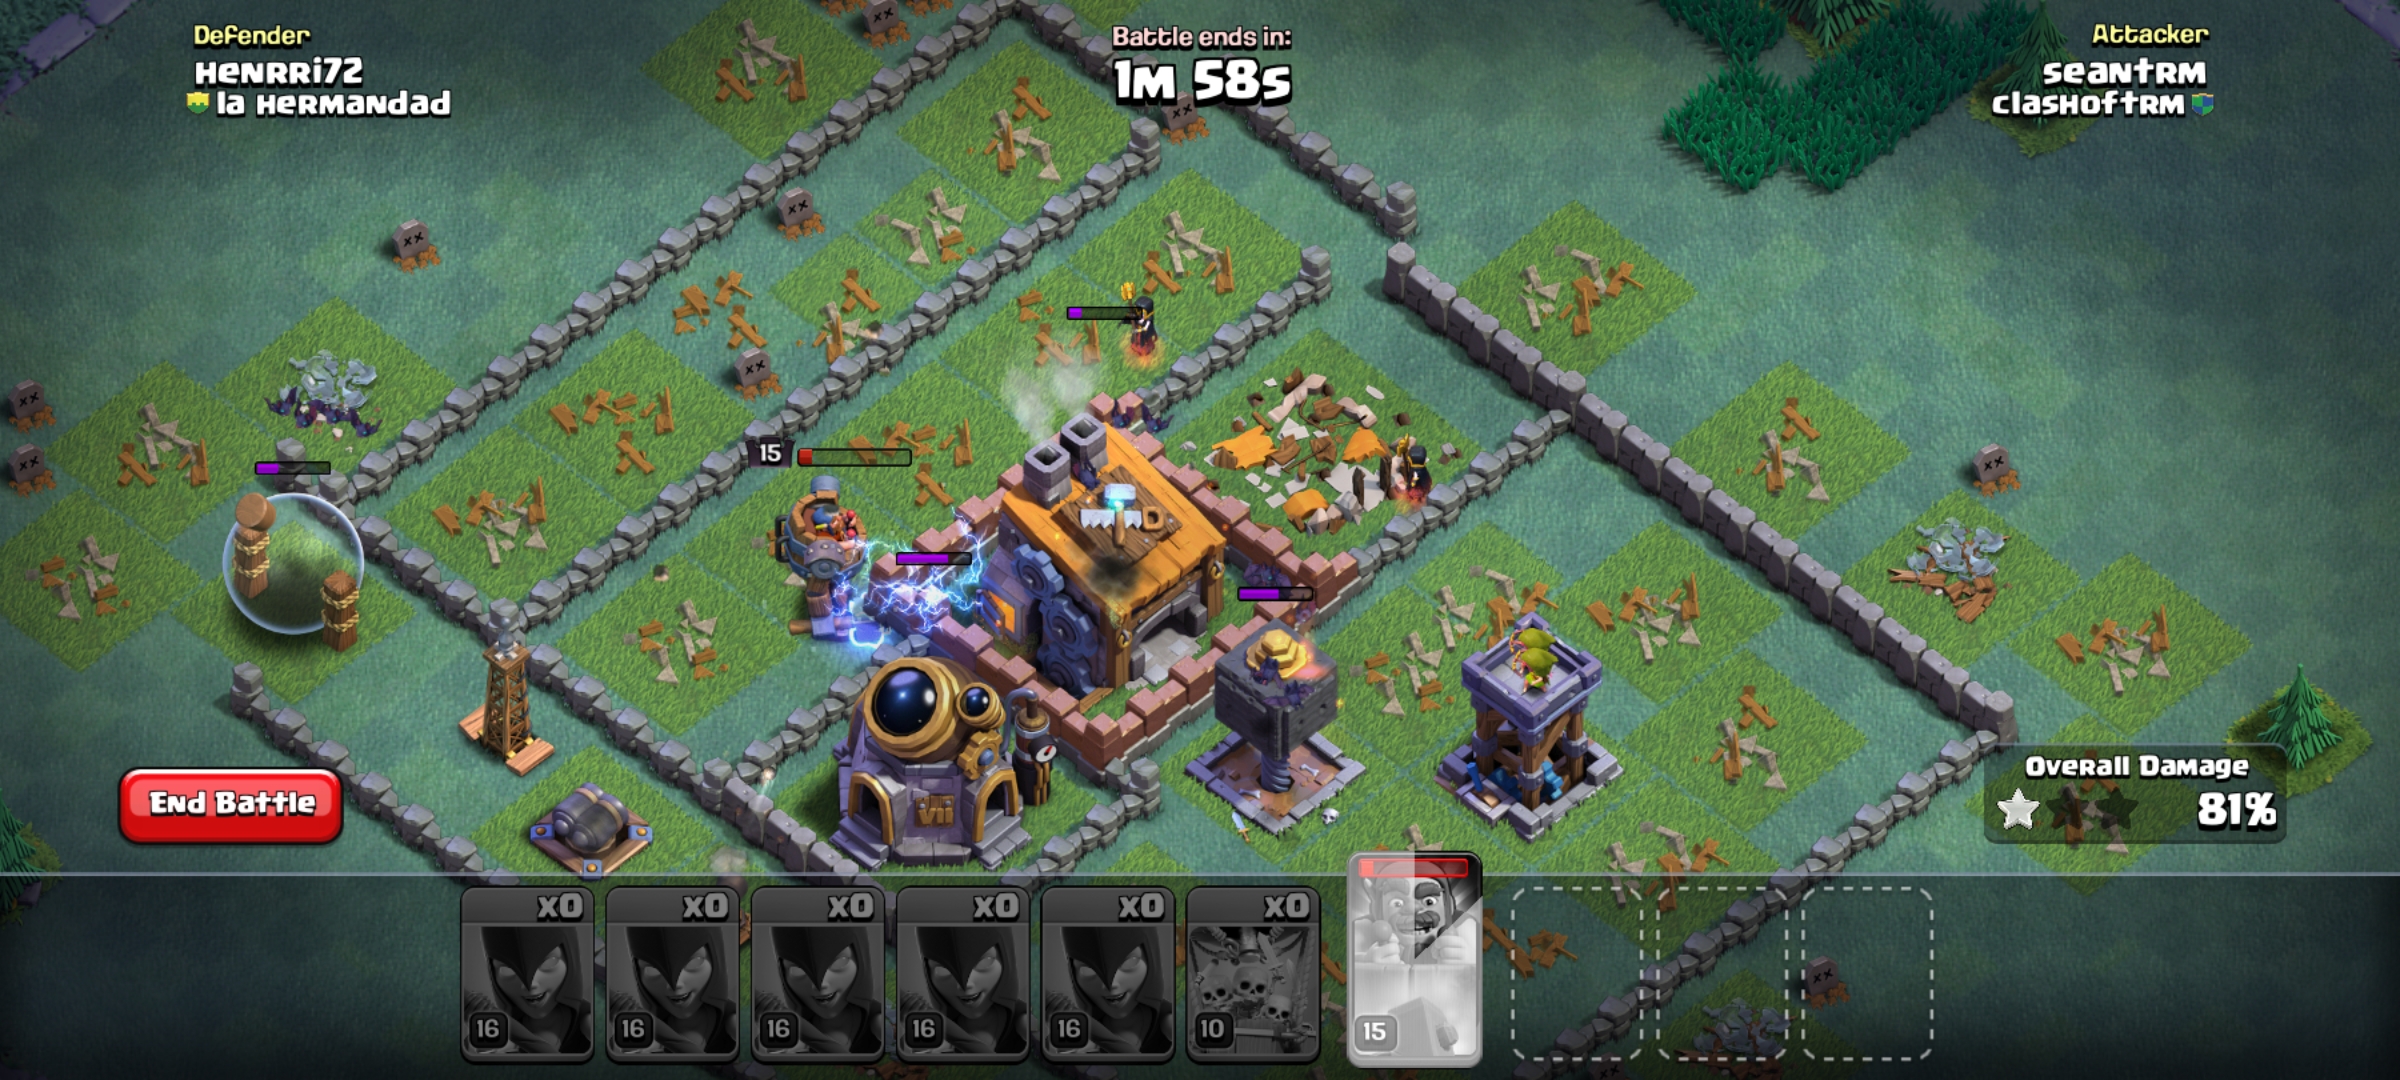 Defender
HENRRi72
la HERMANDAD
Battle ends in:
1M 58s
Attacker
seantRM
clashoftRM
15
VII
End Battle
Overall Damage
81%
x0
x0
x0
x0
x0
x0
16
16
16
16
16
10
15